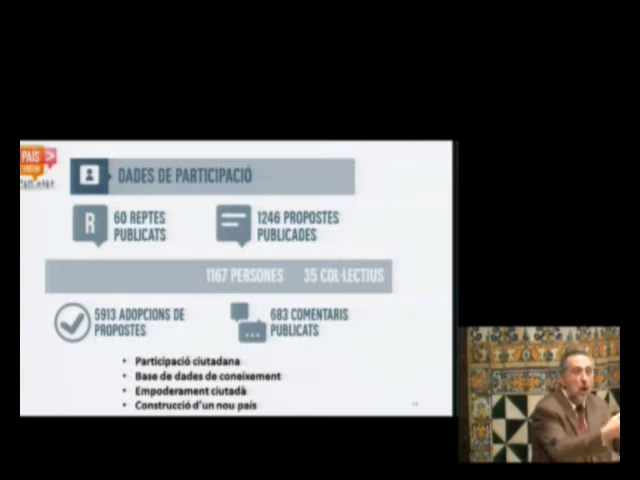 PAÍS
DADES DE PARTICIPACIÓ
R
60 REPTES
PUBLICATS
1246 PROPOSTES
PUBLICADES
1167 PERSONES 35 COL·LECTIUS
5913 ADOPCIONS DE
PROPOSTES
683 COMENTARIS
PUBLICATS
• Participació ciutadana
• Base de dades de coneixement
• Empoderament ciutadà
• Construcció d'un nou país